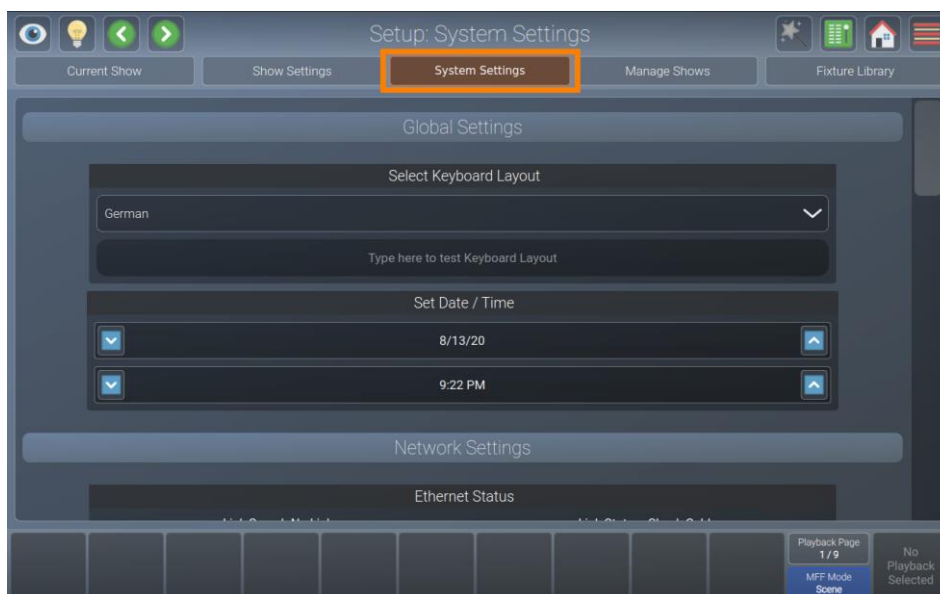 Setup: System Settings
Current Show
Show Settings
System Settings
Manage Shows
Fixture Library
Global Settings
Select Keyboard Layout
German
Type here to test Keyboard Layout
Set Date / Time
8/13/20
9:22 PM
Network Settings
Ethernet Status
Playback Page
1 / 9
MFF Mode
Scene
No
Playback
Selected